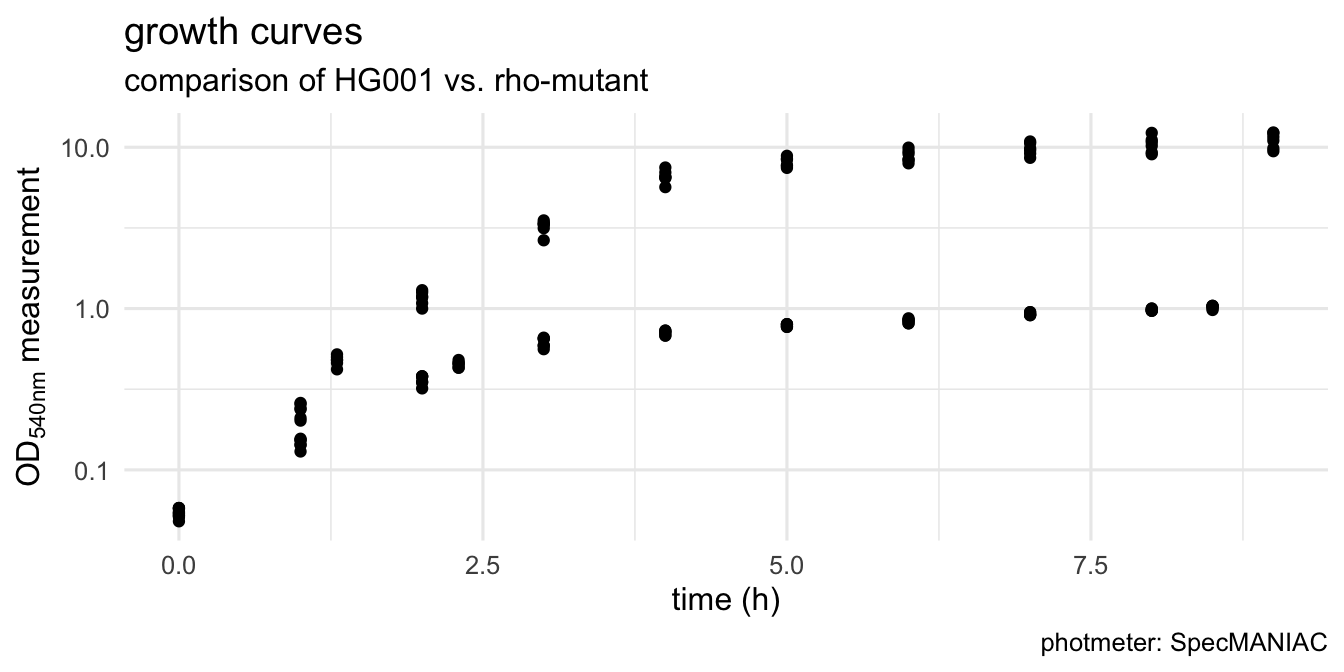 growth curves
comparison of HG001 vs. rho-mutant
OD540nm measurement
10.0
1.0
0.1
0.0 2.5 5.0 7.5
time (h)
photmeter: SpecMANIAC